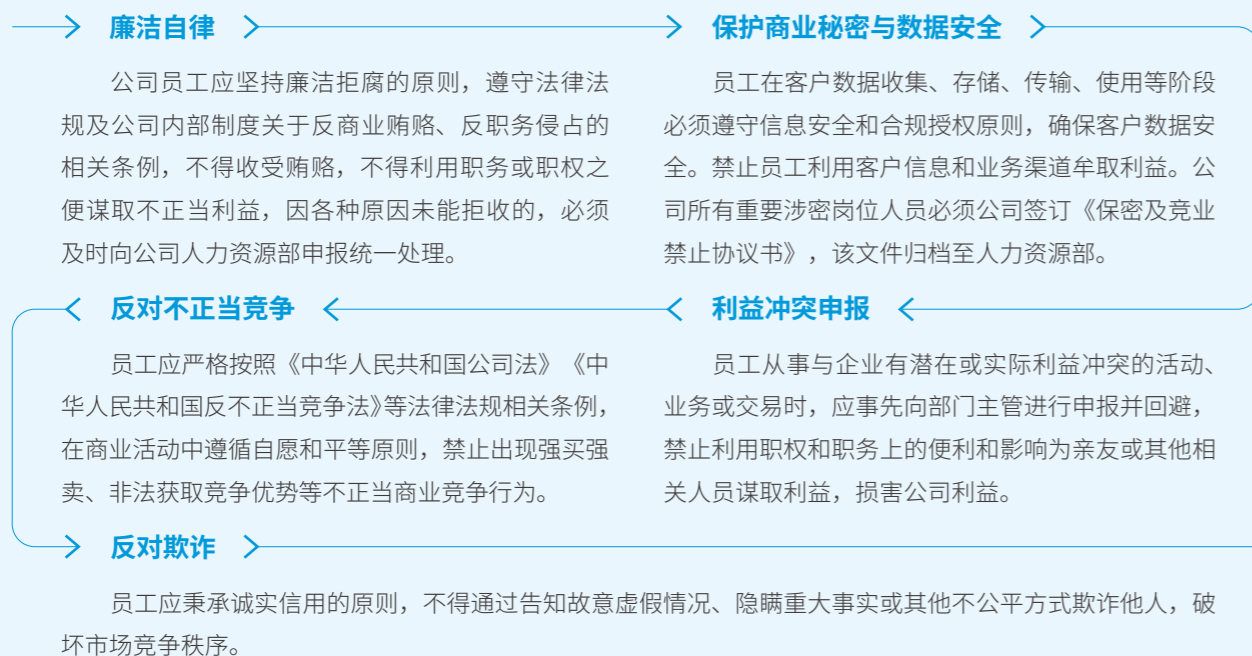 廉洁自律
公司员工应坚持廉洁拒腐的原则，遵守法律法
规及公司内部制度关于反商业贿赂、反职务侵占的
相关条例，不得收受贿赂，不得利用职务或职权之
便谋取不正当利益，因各种原因未能拒收的，必须
及时向公司人力资源部申报统一处理。
保护商业秘密与数据安全
员工在客户数据收集、存储、传输、使用等阶段
必须遵守信息安全和合规授权原则，确保客户数据安
全。禁止员工利用客户信息和业务渠道牟取利益。公
司所有重要涉密岗位人员必须公司签订《保密及竞业
禁止协议书》，该文件归档至人力资源部。
利益冲突申报
员工从事与企业有潜在或实际利益冲突的活动、
业务或交易时，应事先向部门主管进行申报并回避，
禁止利用职权和职务上的便利和影响为亲友或其他相
关人员谋取利益，损害公司利益。
反对不正当竞争
员工应严格按照《中华人民共和国公司法》《中
华人民共和国反不正当竞争法》等法律法规相关条例，
在商业活动中遵循自愿和平等原则，禁止出现强买强
卖、非法获取竞争优势等不正当商业竞争行为。
反对欺诈
员工应秉承诚实信用的原则，不得通过告知故意虚假情况、隐瞒重大事实或其他不公平方式欺诈他人，破
坏市场竞争秩序。